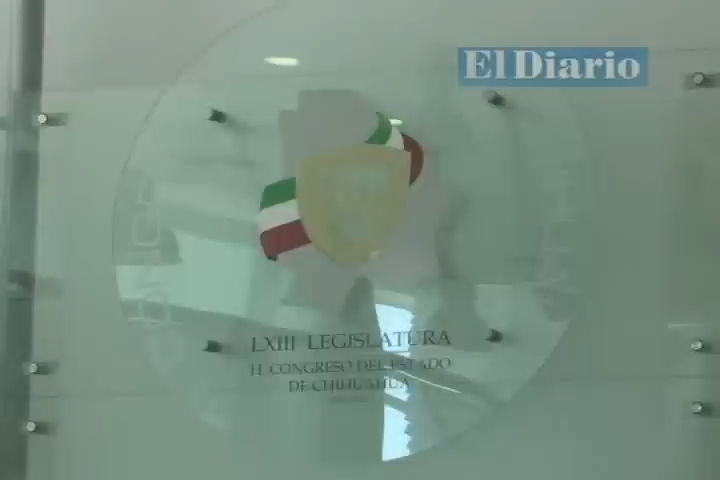 El Diario
LXIII LEGISLATURA
H. CONGRESO DEL ESTADO
DE CHIHUAHUA